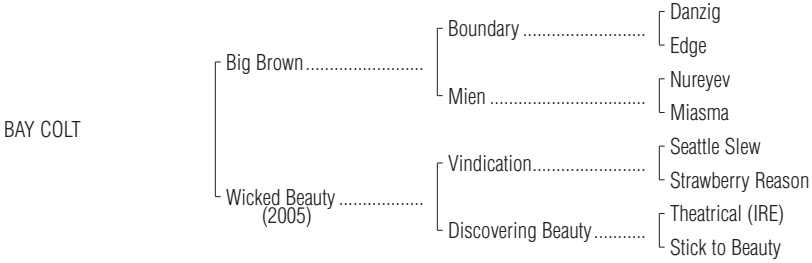 Danzig
Boundary ..........................
Edge
Big Brown.........................
Nureyev
Mien .................................
Miasma
BAY COLT
Seattle Slew
Vindication........................
Strawberry Reason
Wicked Beauty ..................
(2005)
Theatrical (IRE)
Discovering Beauty...........
Stick to Beauty